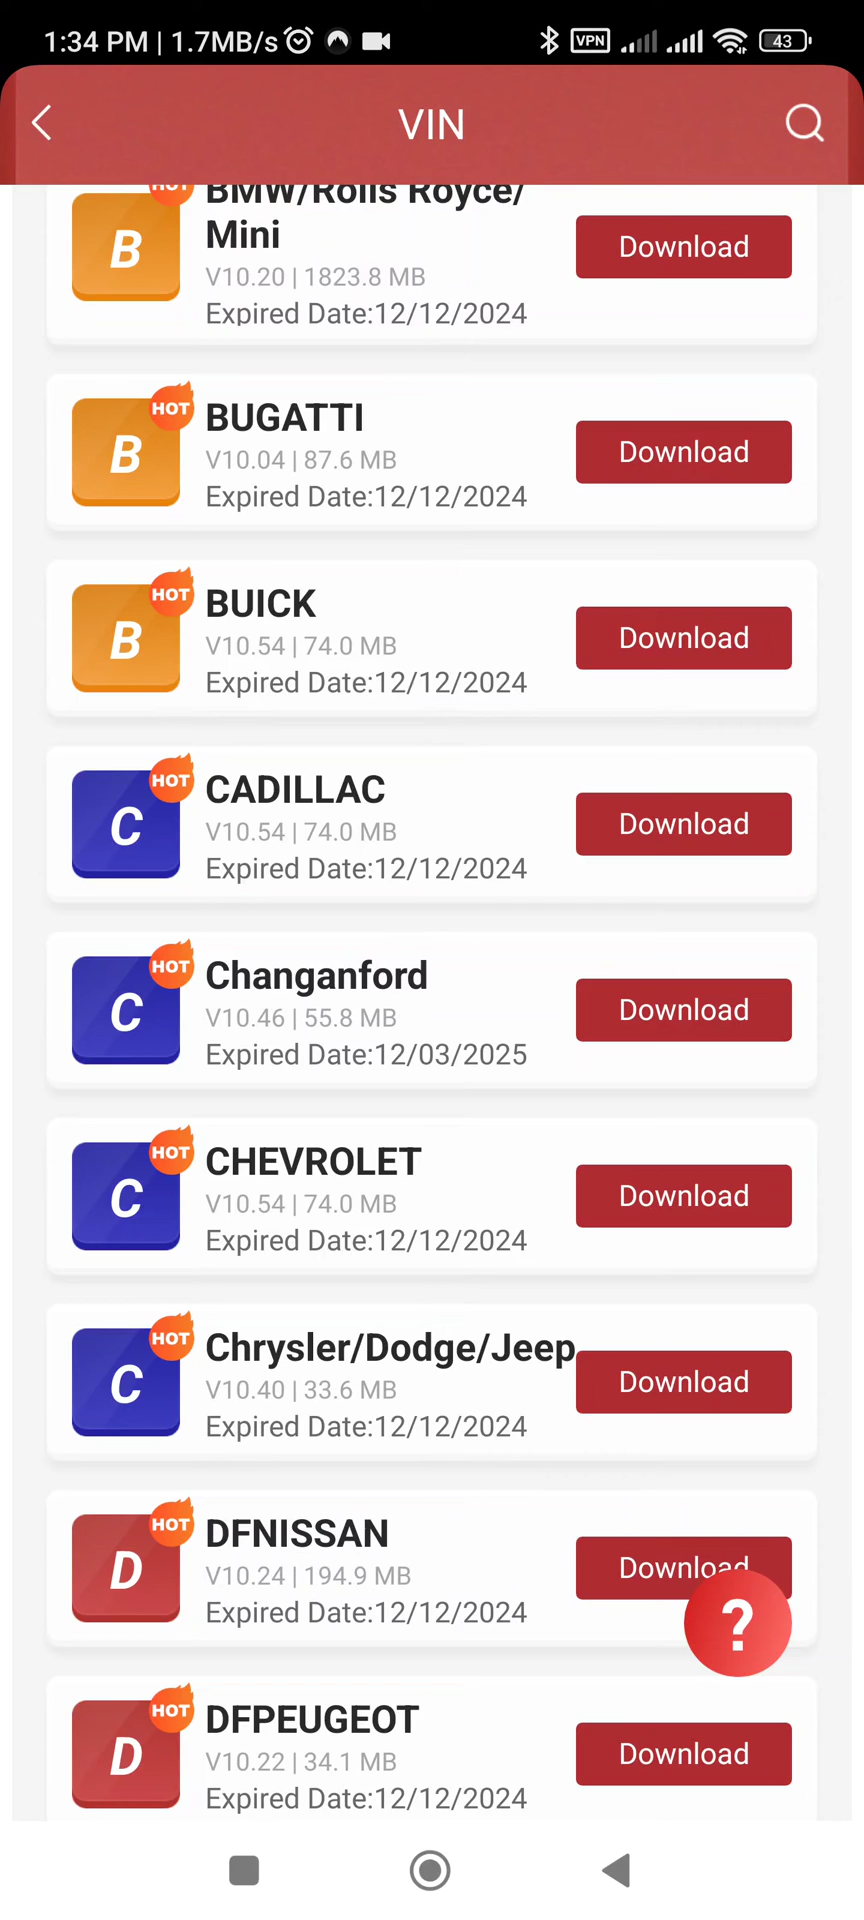 1:34 PM | 1.7MB/s VPN 43
VIN
HOT
BMW/Rolls Royce/
Mini
B
Download
V10.20 | 1823.8 MB
Expired Date:12/12/2024
HOT
BUGATTI
B
Download
V10.04 | 87.6 MB
Expired Date:12/12/2024
HOT
BUICK
B
Download
V10.54 | 74.0 MB
Expired Date:12/12/2024
HOT
CADILLAC
C
Download
V10.54 | 74.0 MB
Expired Date:12/12/2024
HOT
Changanford
C
Download
V10.46 | 55.8 MB
Expired Date:12/03/2025
HOT
CHEVROLET
C
Download
V10.54 | 74.0 MB
Expired Date:12/12/2024
HOT
Chrysler/Dodge/Jeep
C
Download
V10.40 | 33.6 MB
Expired Date:12/12/2024
HOT
DFNISSAN
D
Download
V10.24 | 194.9 MB
Expired Date:12/12/2024
?
HOT
DFPEUGEOT
D
Download
V10.22 | 34.1 MB
Expired Date:12/12/2024